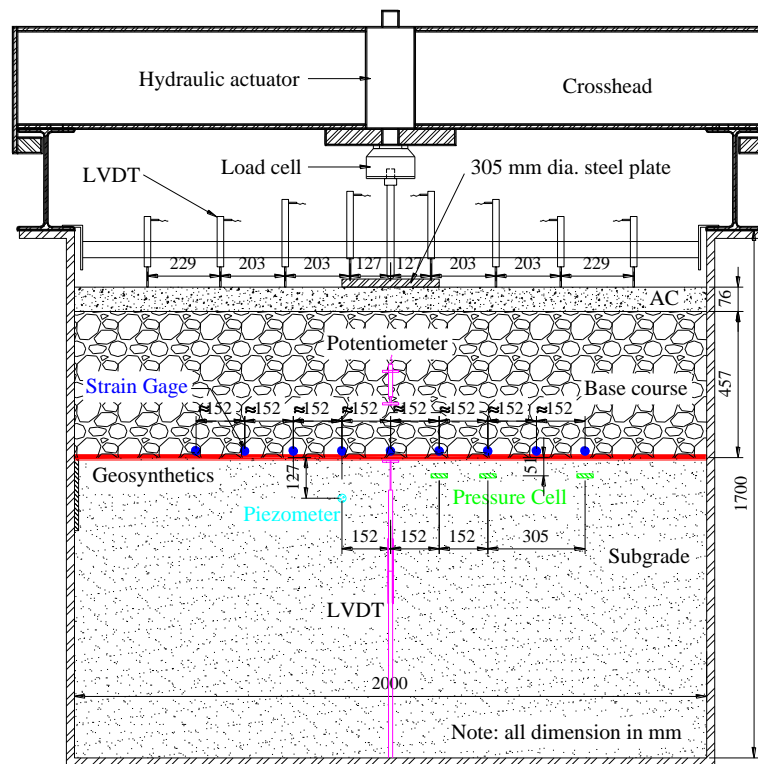 Hydraulic actuator
Crosshead
Load cell
305 mm dia. steel plate
LVDT
229 203 203 127 127 203 203 229
AC
76
Potentiometer
Strain Gage
Base course
457
≈152 ≈152 ≈152 ≈152 ≈152 ≈152 ≈152 ≈152
Geosynthetics
127
51
Pressure Cell
Piezometer
1700
152 152 152 305
Subgrade
LVDT
2000
Note: all dimension in mm